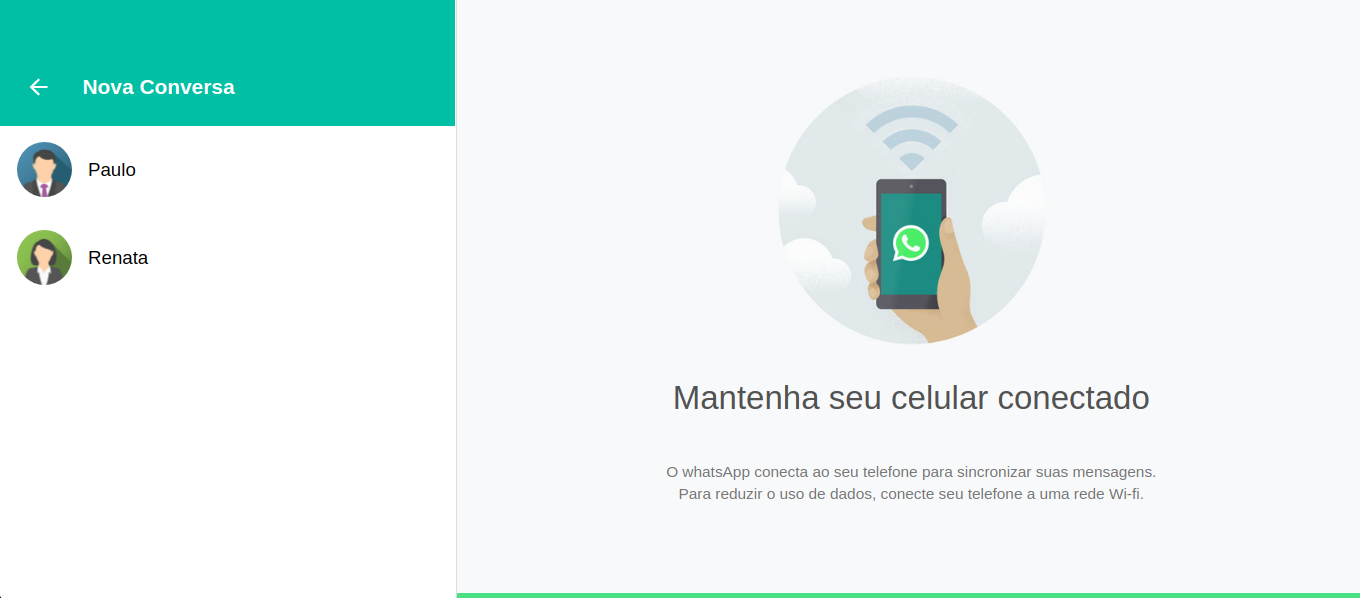 Nova Conversa
Paulo
Renata
Mantenha seu celular conectado
O whatsApp conecta ao seu telefone para sincronizar suas mensagens.
Para reduzir o uso de dados, conecte seu telefone a uma rede Wi-fi.